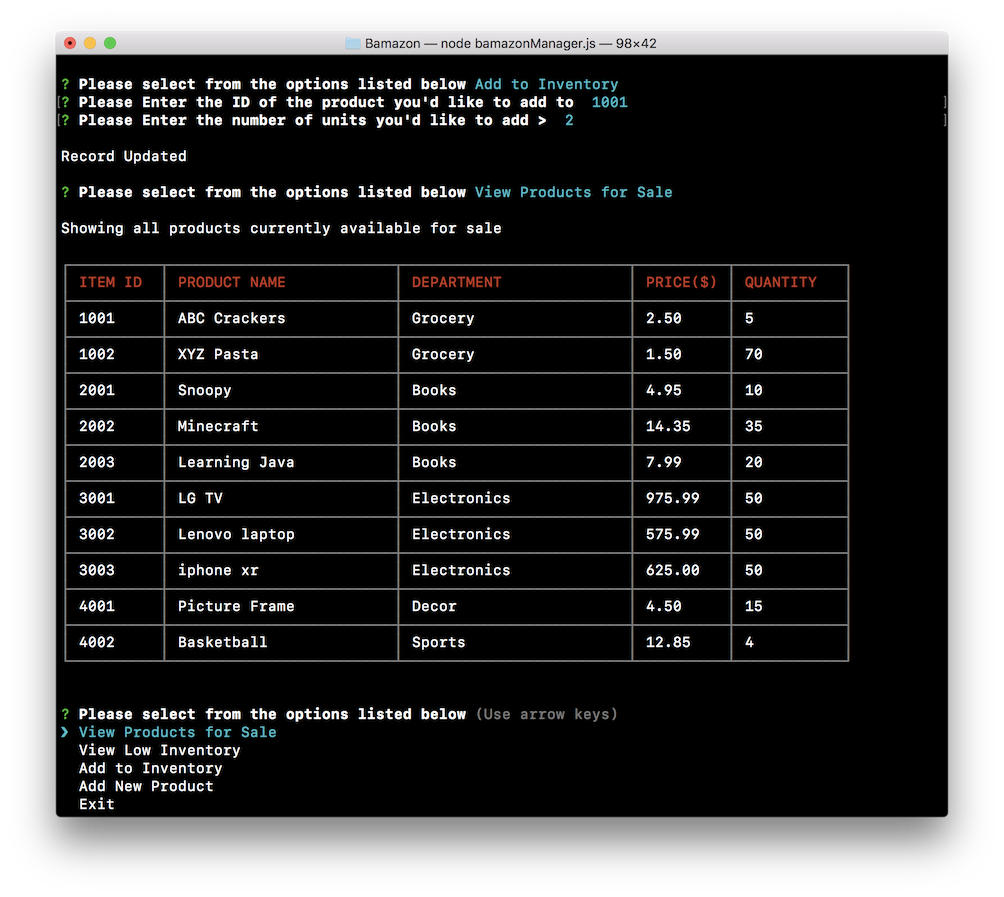 Bamazon — node bamazonManager.js — 98×42
? Please select from the options listed below Add to Inventory
[? Please Enter the ID of the product you'd like to add to  1001 ]
[? Please Enter the number of units you'd like to add >  2 ]
Record Updated
? Please select from the options listed below View Products for Sale
Showing all products currently available for sale
ITEM ID PRODUCT NAME DEPARTMENT PRICE($) QUANTITY
1001 ABC Crackers Grocery 2.50 5
1002 XYZ Pasta Grocery 1.50 70
2001 Snoopy Books 4.95 10
2002 Minecraft Books 14.35 35
2003 Learning Java Books 7.99 20
3001 LG TV Electronics 975.99 50
3002 Lenovo laptop Electronics 575.99 50
3003 iphone xr Electronics 625.00 50
4001 Picture Frame Decor 4.50 15
4002 Basketball Sports 12.85 4
? Please select from the options listed below (Use arrow keys)
❯ View Products for Sale
View Low Inventory
Add to Inventory
Add New Product
Exit